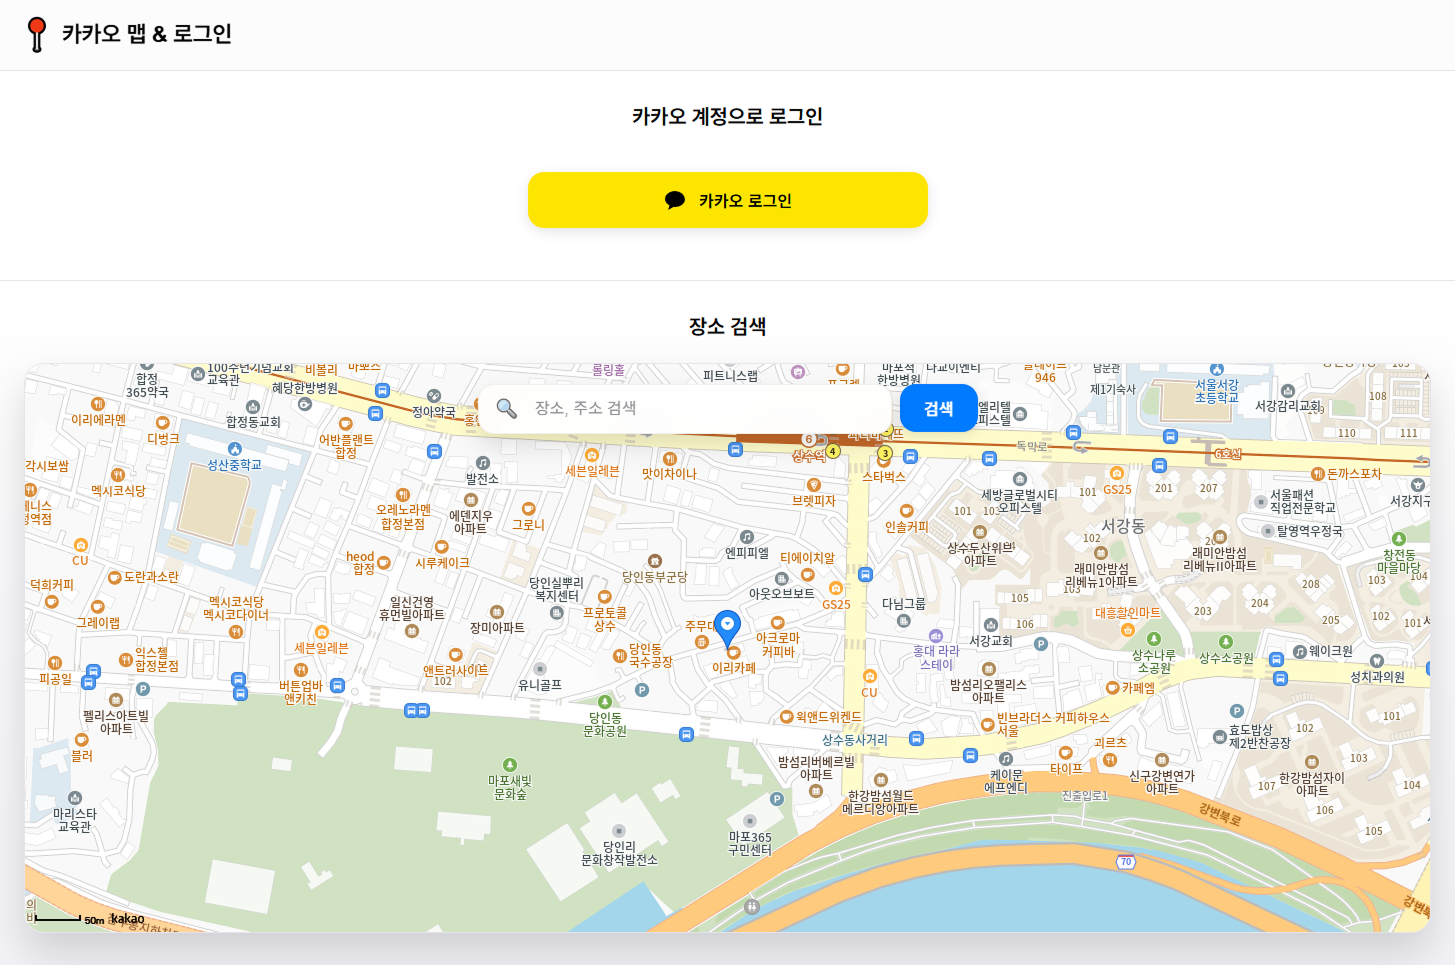 카카오 맵 & 로그인
카카오 계정으로 로그인
카카오 로그인
장소 검색
장소, 주소 검색
검색
합정
365약국
100주년기념교회
교육관
비볼리
혜당한방병원
이리에라멘
디벙크
합정동교회
어반플랜트
합정
정아약국
롤링홀
피트니스랩
마포적
한방병원
946
남문관
제1기숙사
서울서강
초등학교
서강감리교회
108
109
110
111
각시보쌈
성산중학교
멕시코식당
발전소
세븐일레븐
맛이차이나
상수역
6
4
3
스타벅스
독막로
6호선
GS25
201
207
돈까스포차
서울패션
직업전문학교
탈영역우정국
오레노라멘
합정본점
에덴지우
아파트
그로니
브렛피자
인솔커피
세방글로벌시티
오피스텔
101
101
서강동
102
상수두산위브
아파트
래미안밤섬
리베뉴1아파트
103
래미안밤섬
리베뉴II아파트
창전동
마을마당
CU
heod
합정
시루케이크
도란과소란
덕희커피
그레이랩
멕시코식당
멕시코다이너
일신건영
휴먼빌아파트
장미아파트
당인실뿌리
복지센터
프로토콜
상수
당인동부군당
엔피피엘
티에이치알
아웃오브보트
GS25
다님그룹
105
106
대흥할인마트
203
204
208
205
103
104
102
101
세븐일레븐
익스첼
합정본점
피공일
버튼업바
앤키친
앤트러사이트
102
유니골프
당인동
국수공장
이리카페
아크로마
커피바
서강교회
홍대 라라
스테이
상수나루
소공원
상수소공원
웨이크원
성치과의원
펠리스아트빌
아파트
블러
당인동
문화공원
윅앤드위켄드
CU
밤섬리오팰리스
아파트
카페엠
빈브라더스 커피하우스
서울
효도밥상
제2반찬공장
101
102
상수동사거리
마포새빛
문화숲
밤섬리버베르빌
아파트
케이문
에프엔디
타이프
괴르츠
신구강변연가
아파트
한강밤섬자이
아파트
103
104
107
106
105
마리스타
교육관
한강밤섬월드
메르디앙아파트
진출입로1
강변북로
당인리
문화창작발전소
마포365
구민센터
70
50m
kakao